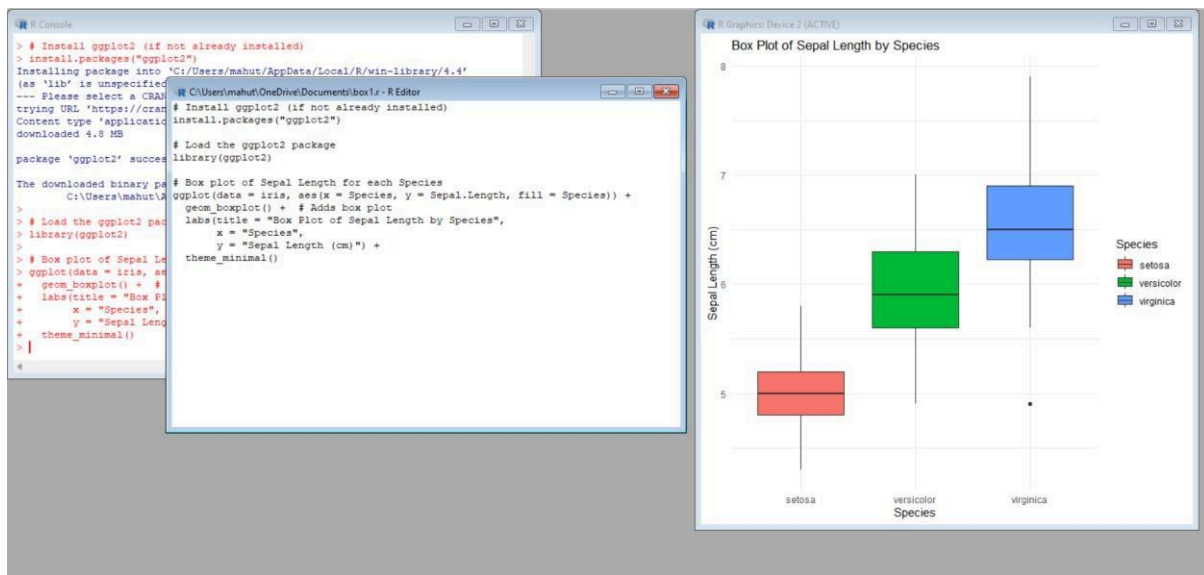 R Console
> # Install ggplot2 (if not already installed)
> install.packages("ggplot2")
Installing package into ‘C:/Users/mahut/AppData/Local/R/win-library/4.4’
(as ‘lib’ is unspecified
--- Please select a CRAN
trying URL 'https://cran
Content type 'applicatio
downloaded 4.8 MB
package ‘ggplot2’ succes
The downloaded binary pa
C:\Users\mahut\A
>
> # Load the ggplot2 pac
> library(ggplot2)
>
> # Box plot of Sepal Le
> ggplot(data = iris, aes
+ geom_boxplot() + #
+ labs(title = "Box Pl
+ x = "Species",
+ y = "Sepal Leng
+ theme_minimal()
>
C:\Users\mahut\OneDrive\Documents\box1.r - R Editor
# Install ggplot2 (if not already installed)
install.packages("ggplot2")
# Load the ggplot2 package
library(ggplot2)
# Box plot of Sepal Length for each Species
ggplot(data = iris, aes(x = Species, y = Sepal.Length, fill = Species)) +
geom_boxplot() + # Adds box plot
labs(title = "Box Plot of Sepal Length by Species",
x = "Species",
y = "Sepal Length (cm)") +
theme_minimal()
R Graphics: Device 2 (ACTIVE)
Box Plot of Sepal Length by Species
8
7
6
5
Sepal Length (cm)
setosa versicolor virginica
Species
Species
setosa
versicolor
virginica